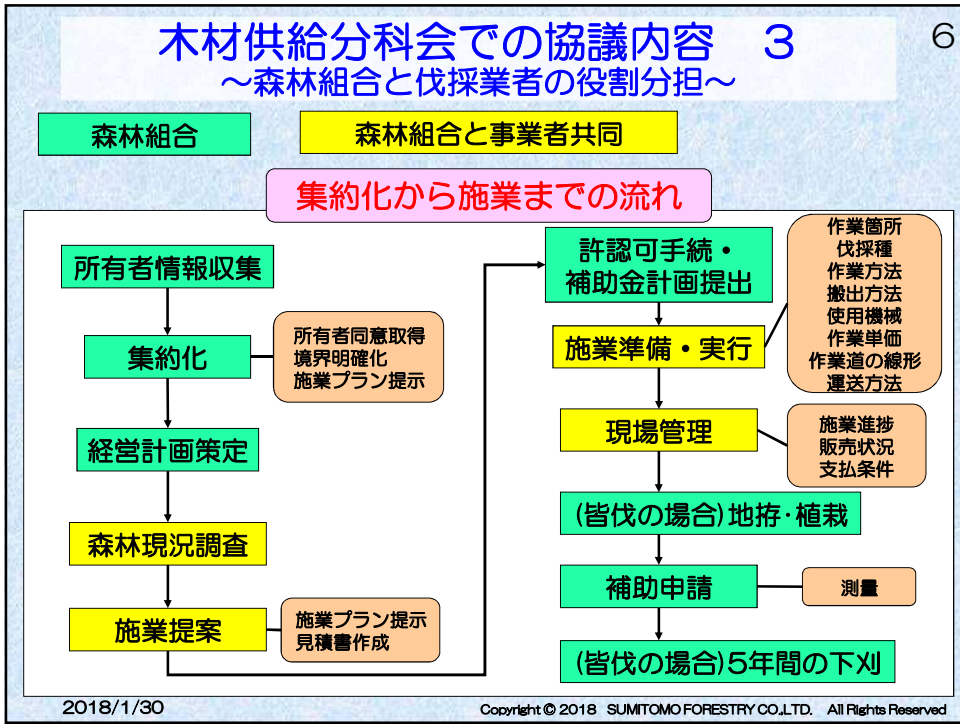 木材供給分科会での協議内容　３
～森林組合と伐採業者の役割分担～
6
森林組合
森林組合と事業者共同
集約化から施業までの流れ
所有者情報収集
集約化
所有者同意取得
境界明確化
施業プラン提示
経営計画策定
森林現況調査
施業提案
施業プラン提示
見積書作成
許認可手続・
補助金計画提出
施業準備・実行
作業箇所
伐採種
作業方法
搬出方法
使用機械
作業単価
作業道の線形
運送方法
現場管理
施業進捗
販売状況
支払条件
(皆伐の場合)地拵・植栽
補助申請
測量
(皆伐の場合)5年間の下刈
2018/1/30
Copyright © 2018 SUMITOMO FORESTRY CO.,LTD. All Rights Reserved